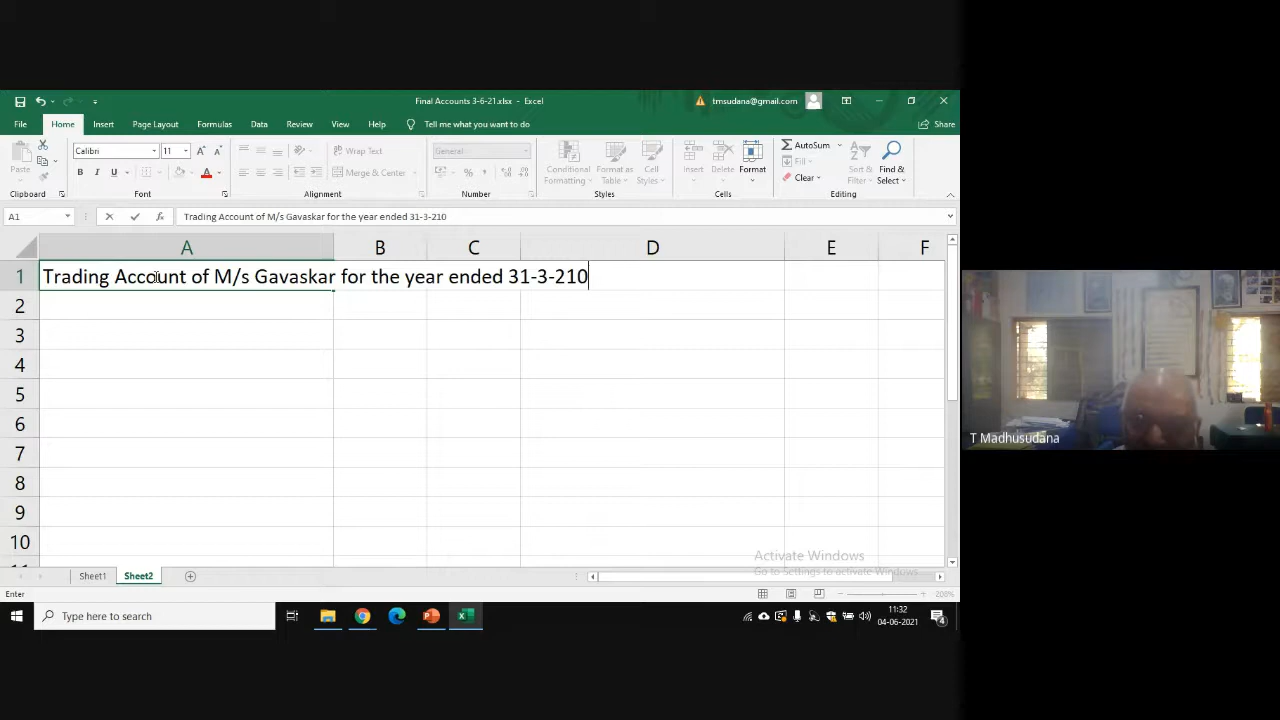 Final Accounts 3-6-21.xlsx - Excel
tmsudana@gmail.com
File Home Insert Page Layout Formulas Data Review View Help Tell me what you want to do Share
Paste
Clipboard
Calibri 11
B I U
Font
Wrap Text
Merge & Center
Alignment
General
Number
Conditional Formatting
Format as Table
Cell Styles
Styles
Insert Delete Format
Cells
AutoSum
Fill
Clear
Sort & Filter
Find & Select
Editing
A1 fx Trading Account of M/s Gavaskar for the year ended 31-3-210
A B C D E F
1 Trading Account of M/s Gavaskar for the year ended 31-3-210
2
3
4
5
6
7
8
9
10
Activate Windows
Go to Settings to activate Windows.
Sheet1 Sheet2
Enter 208%
Type here to search
11:32
04-06-2021
4
T Madhusudana